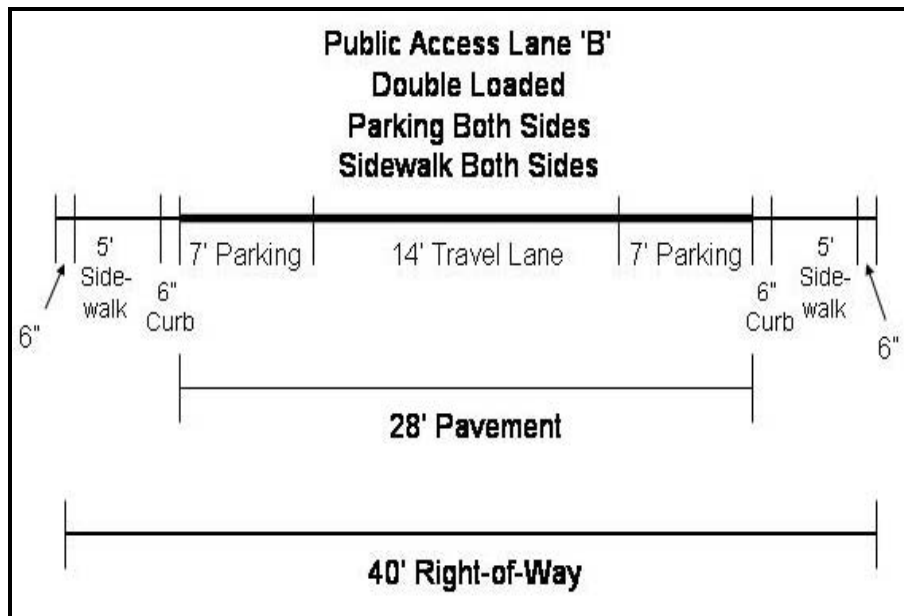 Public Access Lane 'B'
Double Loaded
Parking Both Sides
Sidewalk Both Sides
5'
Side-
walk
6"
6"
Curb
7' Parking
14' Travel Lane
7' Parking
6"
Curb
5'
Side-
walk
6"
28' Pavement
40' Right-of-Way